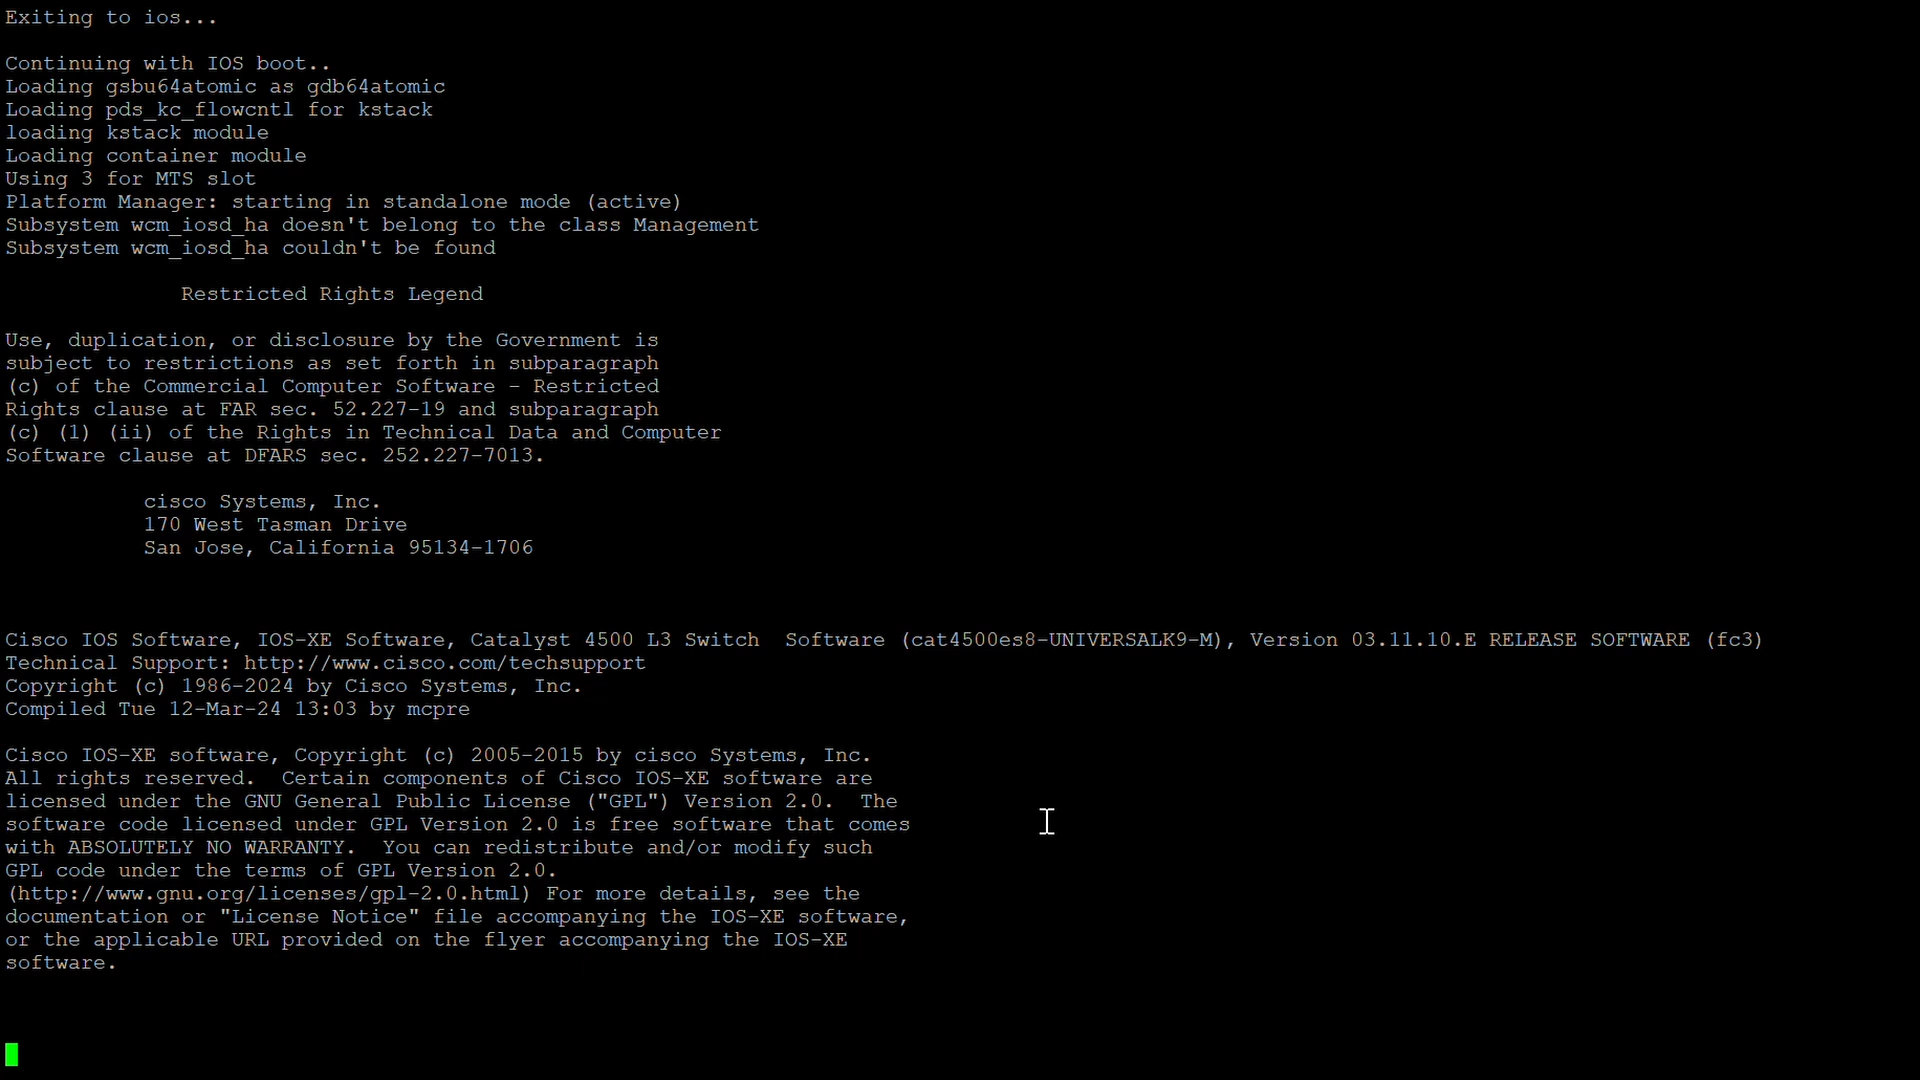 Exiting to ios...
Continuing with IOS boot..
Loading gsbu64atomic as gdb64atomic
Loading pds_kc_flowcntl for kstack
loading kstack module
Loading container module
Using 3 for MTS slot
Platform Manager: starting in standalone mode (active)
Subsystem wcm_iosd_ha doesn't belong to the class Management
Subsystem wcm_iosd_ha couldn't be found
Restricted Rights Legend
Use, duplication, or disclosure by the Government is
subject to restrictions as set forth in subparagraph
(c) of the Commercial Computer Software - Restricted
Rights clause at FAR sec. 52.227-19 and subparagraph
(c) (1) (ii) of the Rights in Technical Data and Computer
Software clause at DFARS sec. 252.227-7013.
cisco Systems, Inc.
170 West Tasman Drive
San Jose, California 95134-1706
Cisco IOS Software, IOS-XE Software, Catalyst 4500 L3 Switch  Software (cat4500es8-UNIVERSALK9-M), Version 03.11.10.E RELEASE SOFTWARE (fc3)
Technical Support: http://www.cisco.com/techsupport
Copyright (c) 1986-2024 by Cisco Systems, Inc.
Compiled Tue 12-Mar-24 13:03 by mcpre
Cisco IOS-XE software, Copyright (c) 2005-2015 by cisco Systems, Inc.
All rights reserved.  Certain components of Cisco IOS-XE software are
licensed under the GNU General Public License ("GPL") Version 2.0.  The
software code licensed under GPL Version 2.0 is free software that comes
with ABSOLUTELY NO WARRANTY.  You can redistribute and/or modify such
GPL code under the terms of GPL Version 2.0.
(http://www.gnu.org/licenses/gpl-2.0.html) For more details, see the
documentation or "License Notice" file accompanying the IOS-XE software,
or the applicable URL provided on the flyer accompanying the IOS-XE
software.